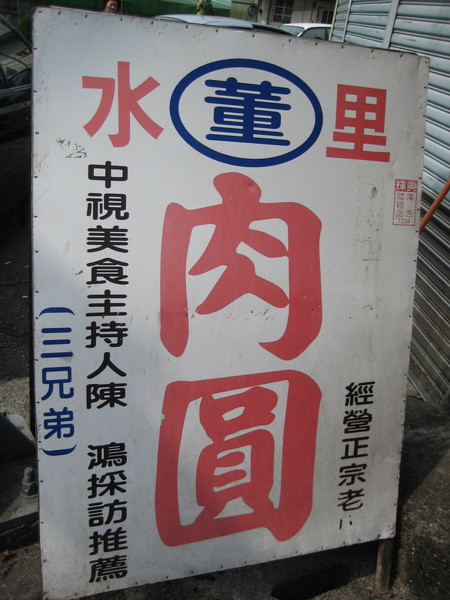 水董里
肉圓
經營正宗老
中視美食主持人陳 鴻採訪推薦
(三兄弟)